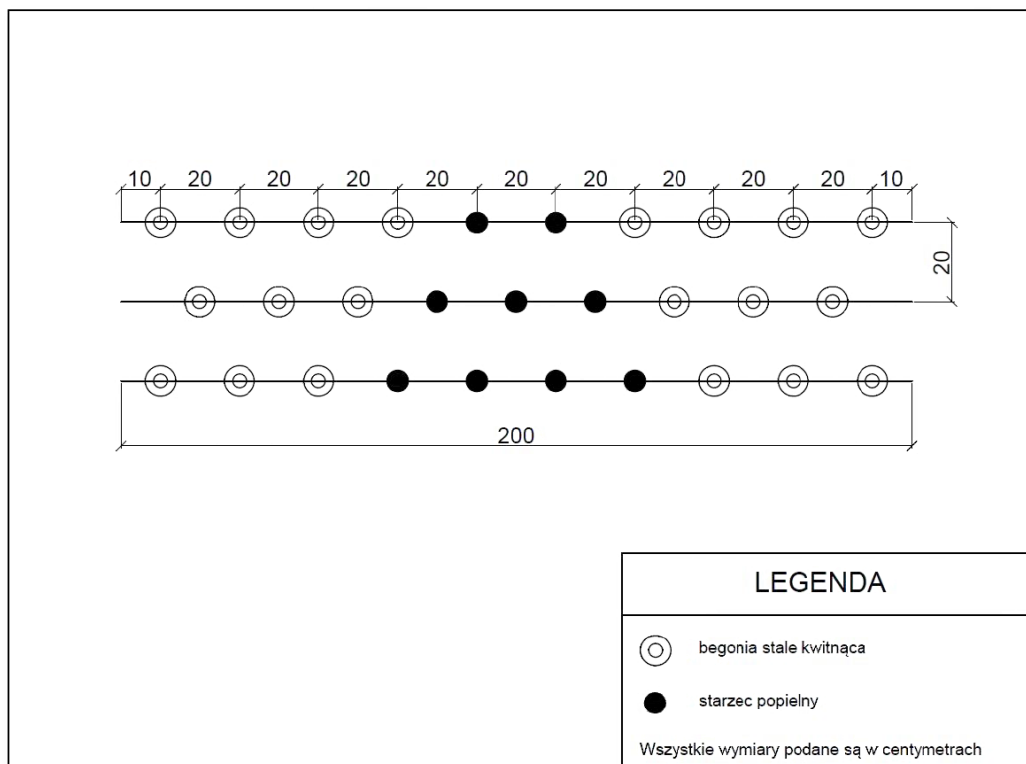 10 20 20 20 20 20 20 20 20 20 10
20
200
LEGENDA
begonia stale kwitnąca
starzec popielny
Wszystkie wymiary podane są w centymetrach